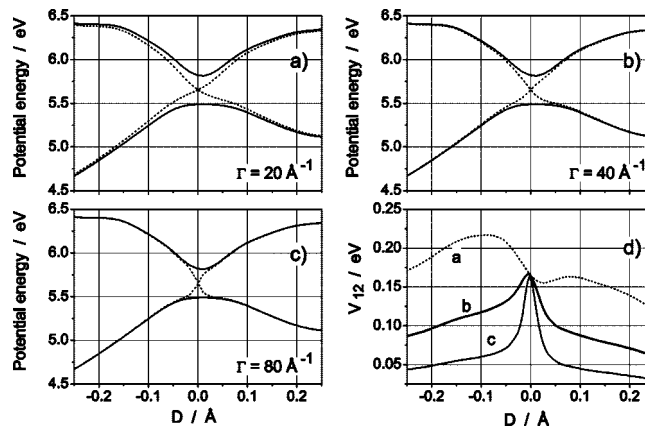 Potential energy / eV
6.5
6.0
5.5
5.0
4.5
a)
Γ = 20 Å⁻¹
Potential energy / eV
6.5
6.0
5.5
5.0
4.5
b)
Γ = 40 Å⁻¹
Potential energy / eV
6.5
6.0
5.5
5.0
4.5
c)
Γ = 80 Å⁻¹
-0.2 -0.1 0.0 0.1 0.2
D / Å
V₁₂ / eV
0.25
0.20
0.15
0.10
0.05
d)
a
b
c
-0.2 -0.1 0.0 0.1 0.2
D / Å